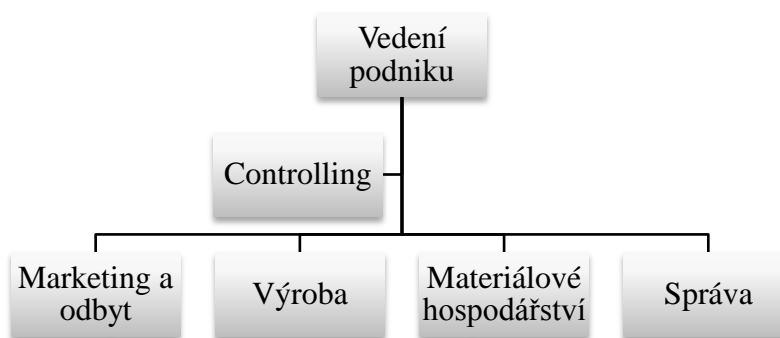 Vedení
podniku
Controlling
Marketing a
odbyt
Výroba
Materiálové
hospodářství
Správa